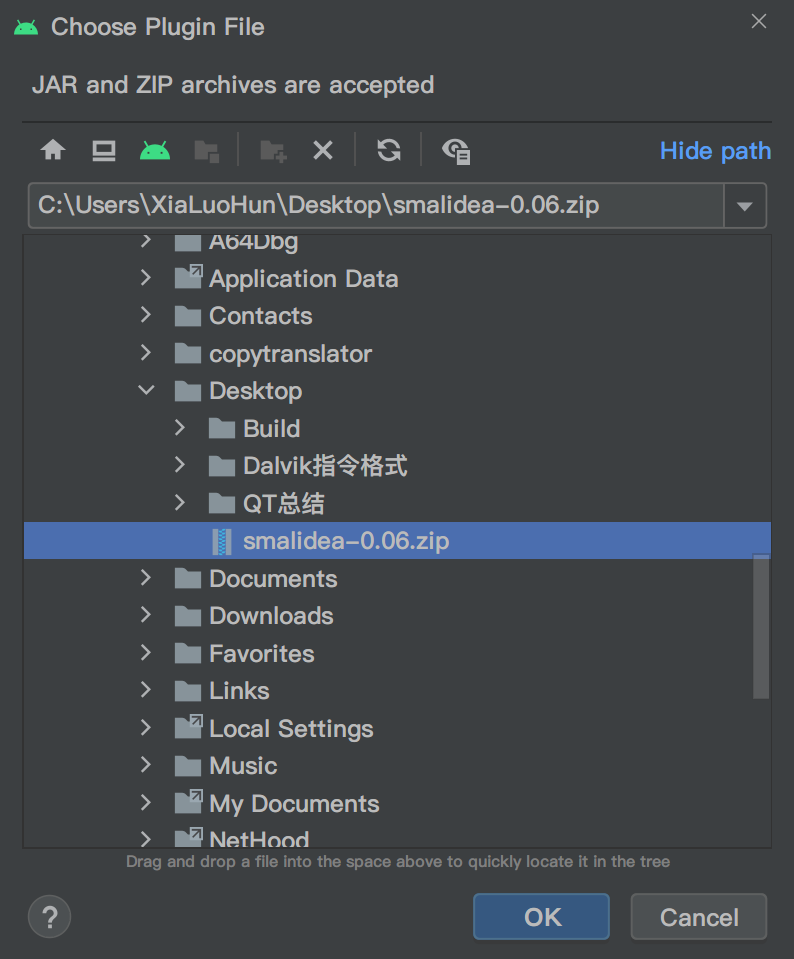 Choose Plugin File
JAR and ZIP archives are accepted
Hide path
C:\Users\XiaLuoHun\Desktop\smalidea-0.06.zip
A64Dbg
Application Data
Contacts
copytranslator
Desktop
Build
Dalvik指令格式
QT总结
smalidea-0.06.zip
Documents
Downloads
Favorites
Links
Local Settings
Music
My Documents
NetHood
Drag and drop a file into the space above to quickly locate it in the tree
?
OK
Cancel